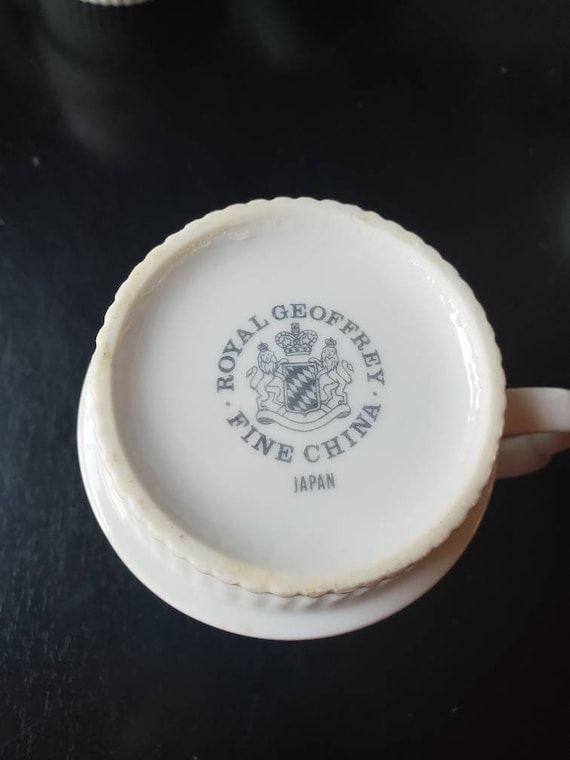 ROYAL GEOFFREY
· FINE CHINA ·
JAPAN